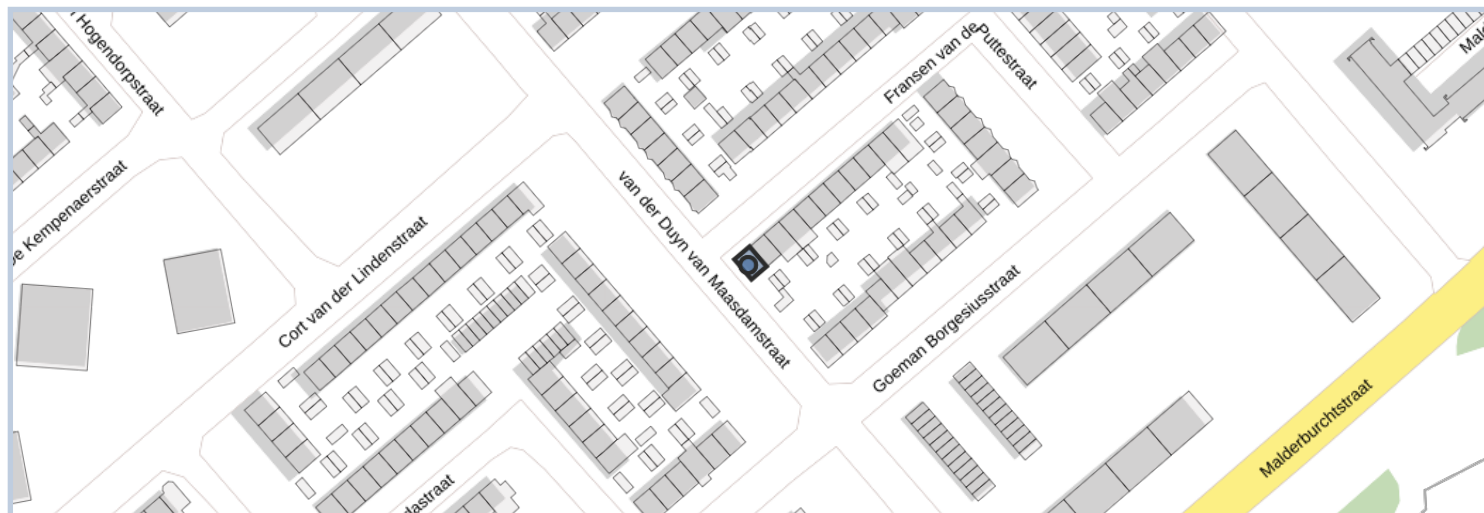 Hogendorpstraat
Fransen van de
Puttestraat
Kempenaerstraat
van der Duyn van Maasdamstraat
Cort van der Lindenstraat
Goeman Borgesiusstraat
Malderburchtstraat